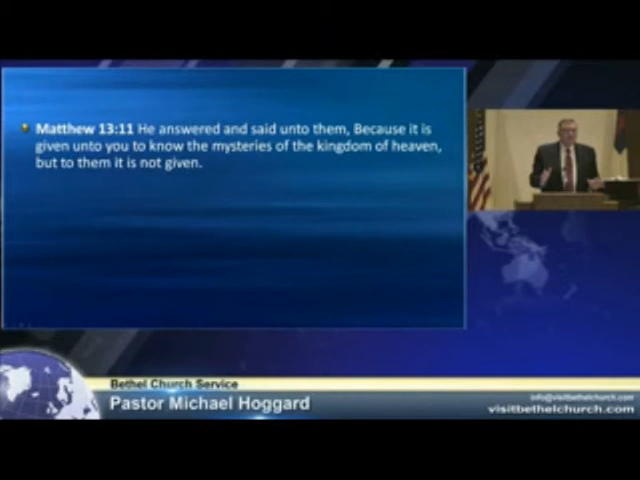 Matthew 13:11 He answered and said unto them, Because it is
given unto you to know the mysteries of the kingdom of heaven,
but to them it is not given.
Bethel Church Service
Pastor Michael Hoggard
info@visitbethelchurch.com
visitbethelchurch.com